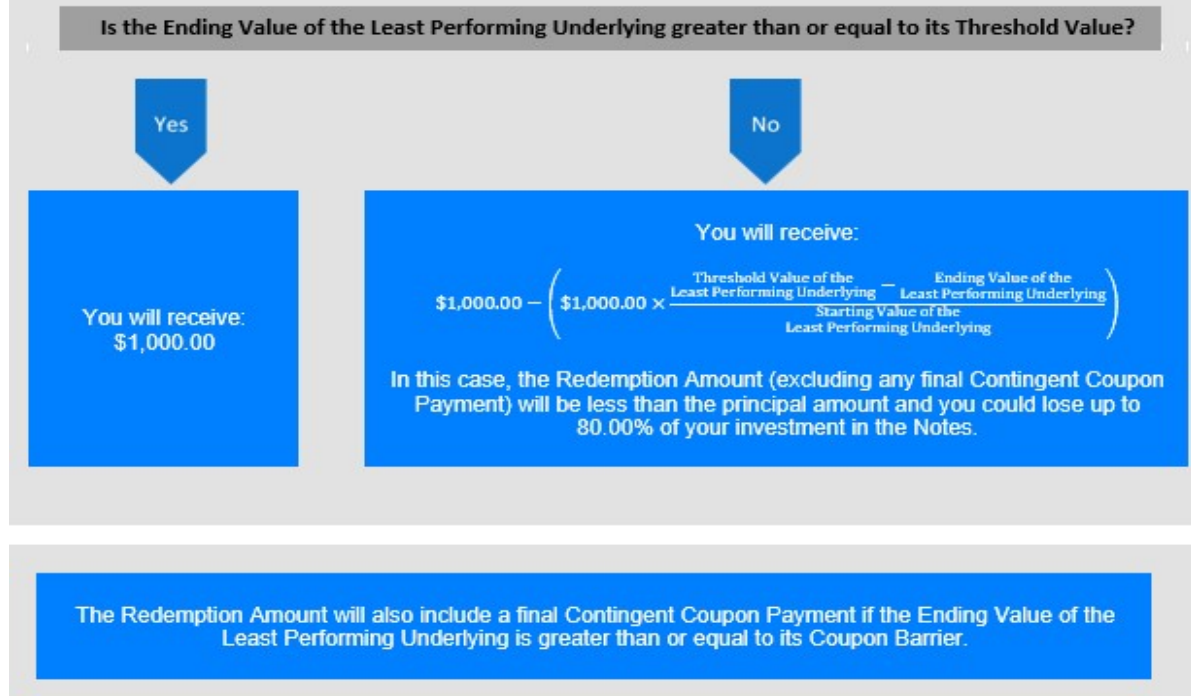 Is the Ending Value of the Least Performing Underlying greater than or equal to its Threshold Value?
Yes
No
You will receive:
$1,000.00
You will receive:
$1,000.00 − ($1,000.00 × 
Threshold Value of the
Least Performing Underlying
−
Ending Value of the
Least Performing Underlying
Starting Value of the
Least Performing Underlying
)
In this case, the Redemption Amount (excluding any final Contingent Coupon
Payment) will be less than the principal amount and you could lose up to
80.00% of your investment in the Notes.
The Redemption Amount will also include a final Contingent Coupon Payment if the Ending Value of the
Least Performing Underlying is greater than or equal to its Coupon Barrier.